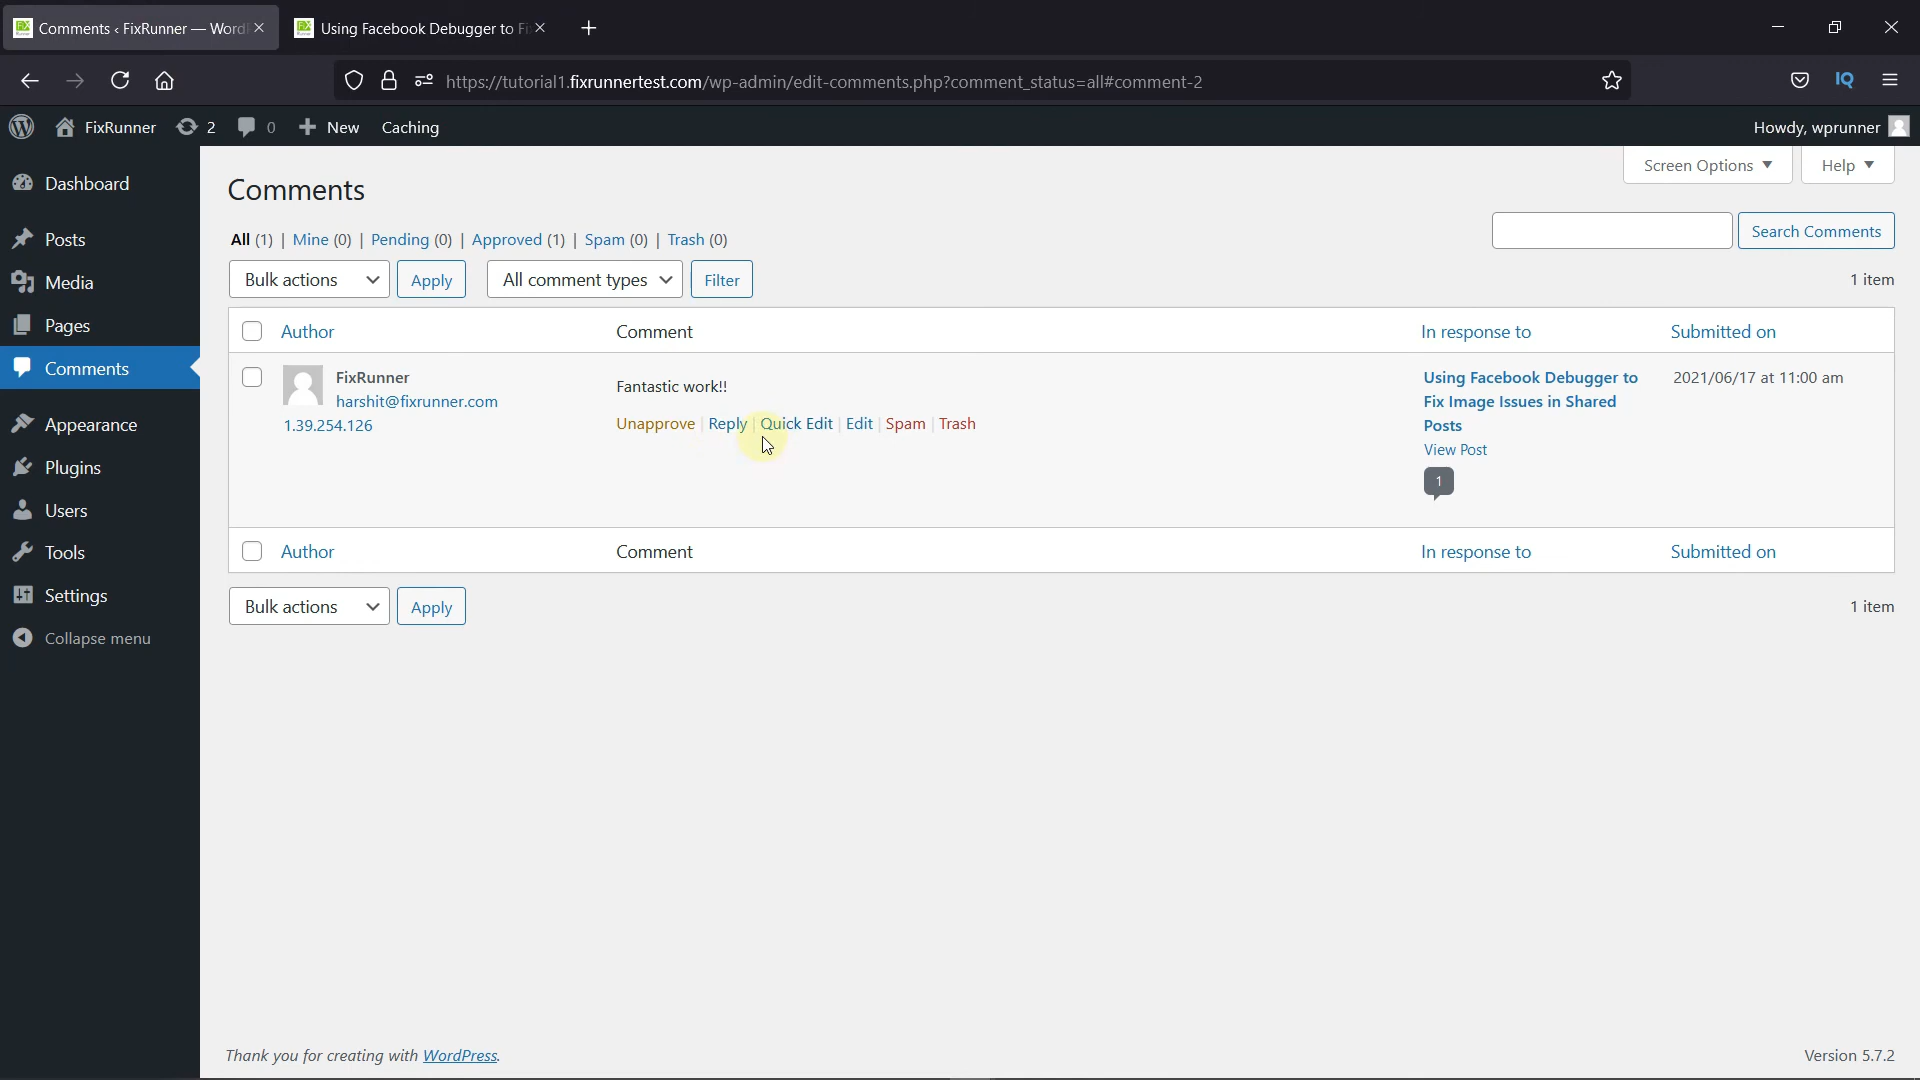 Comments ‹ FixRunner — Word
Using Facebook Debugger to Fi
https://tutorial1.fixrunnertest.com/wp-admin/edit-comments.php?comment_status=all#comment-2
IQ
FixRunner 2 0 New Caching Howdy, wprunner
Screen Options Help
Dashboard
Posts
Media
Pages
Comments
Appearance
Plugins
Users
Tools
Settings
Collapse menu
Comments
All (1) | Mine (0) | Pending (0) | Approved (1) | Spam (0) | Trash (0)
Search Comments
Bulk actions Apply All comment types Filter 1 item
Author Comment In response to Submitted on
FixRunner
harshit@fixrunner.com
1.39.254.126
Fantastic work!!
Unapprove | Reply | Quick Edit | Edit | Spam | Trash
Using Facebook Debugger to
Fix Image Issues in Shared
Posts
View Post
1
2021/06/17 at 11:00 am
Author Comment In response to Submitted on
Bulk actions Apply 1 item
Thank you for creating with WordPress. Version 5.7.2